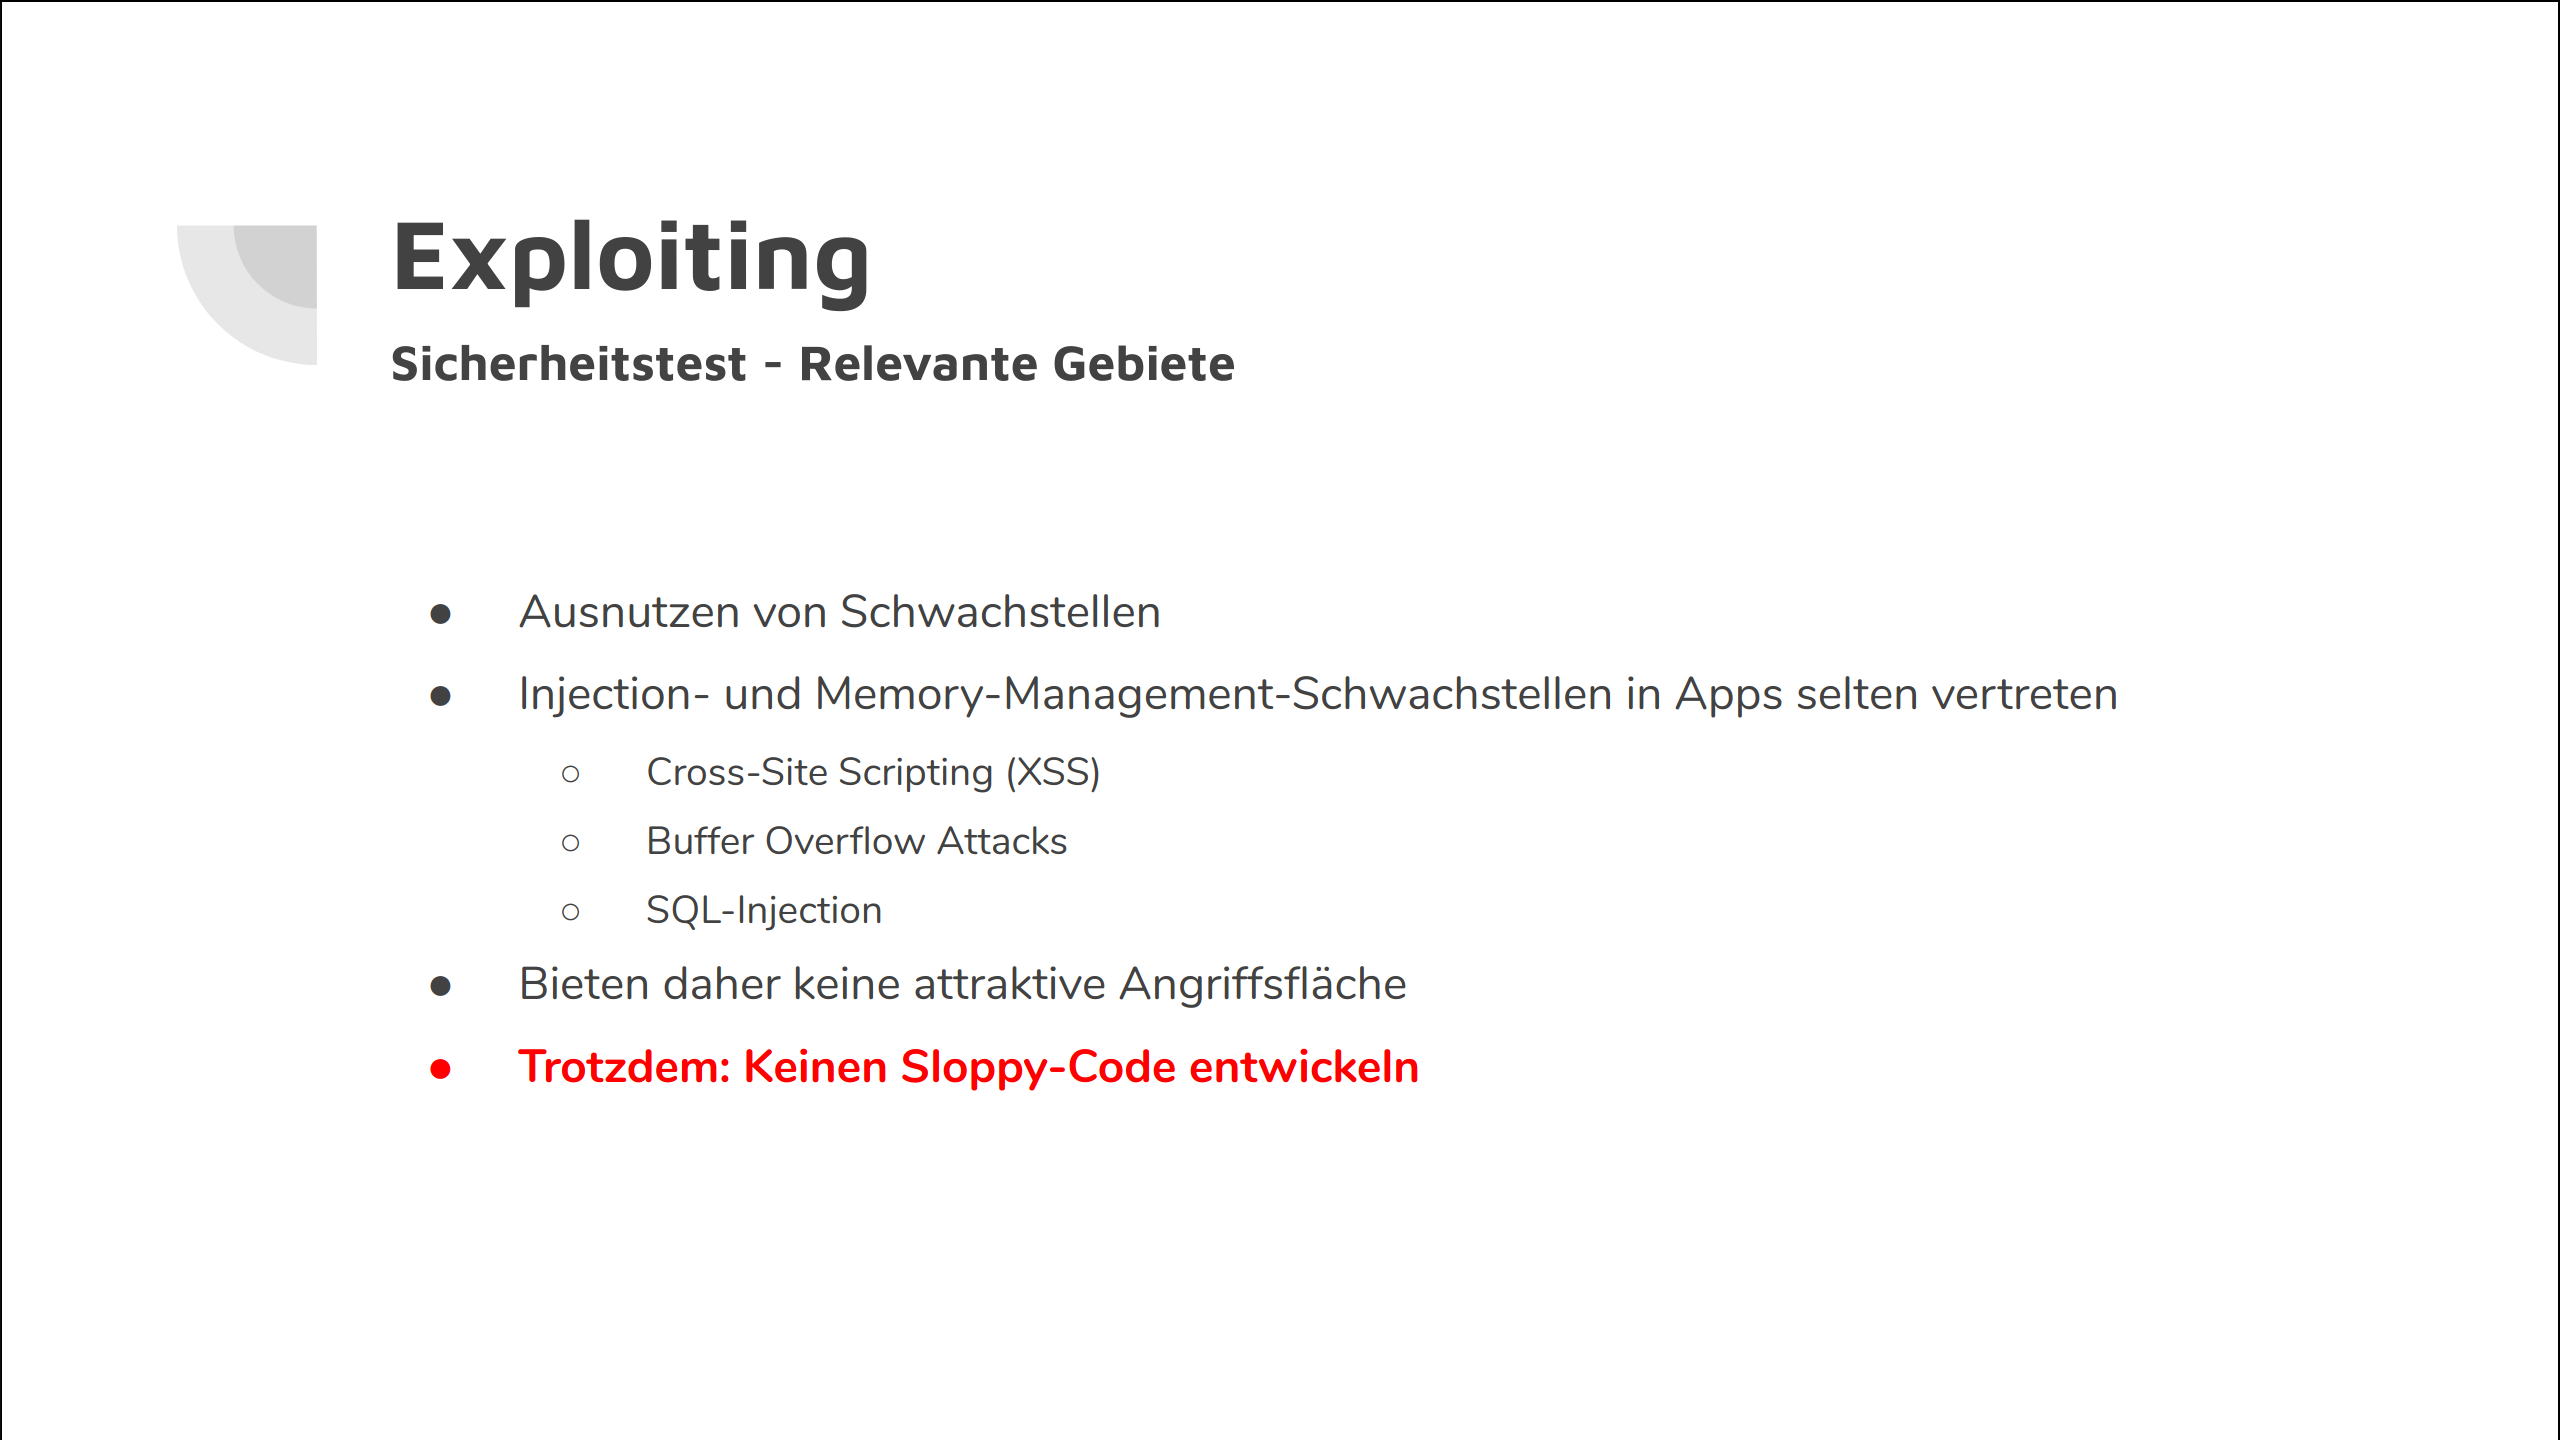 Exploiting
Sicherheitstest - Relevante Gebiete
● Ausnutzen von Schwachstellen
● Injection- und Memory-Management-Schwachstellen in Apps selten vertreten
○ Cross-Site Scripting (XSS)
○ Buffer Overflow Attacks
○ SQL-Injection
● Bieten daher keine attraktive Angriffsfläche
● Trotzdem: Keinen Sloppy-Code entwickeln